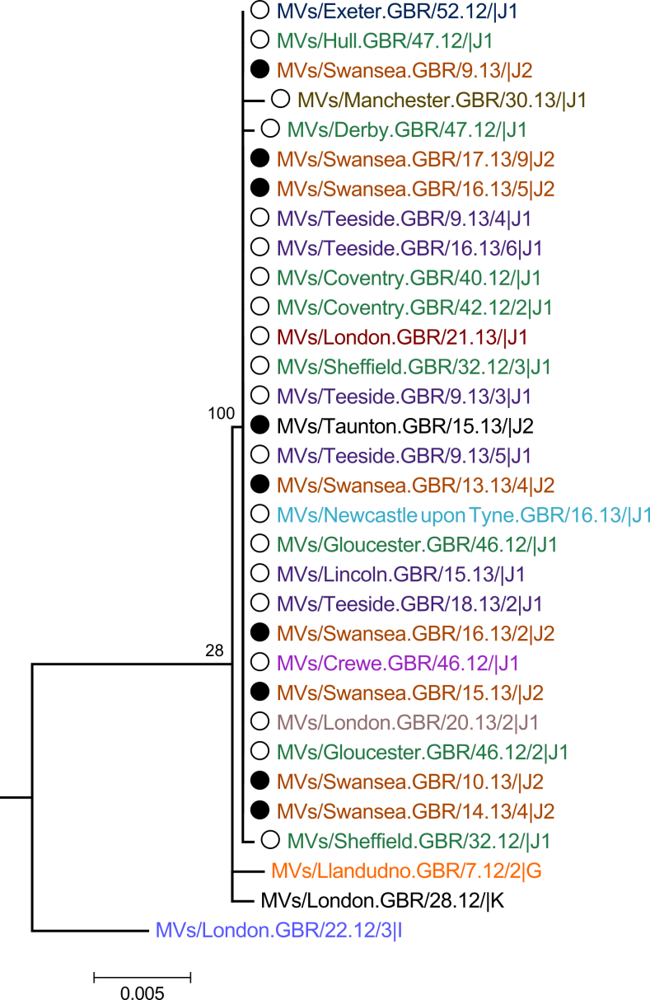 MVs/Exeter.GBR/52.12/|J1
MVs/Hull.GBR/47.12/|J1
MVs/Swansea.GBR/9.13/|J2
MVs/Manchester.GBR/30.13/|J1
MVs/Derby.GBR/47.12/|J1
MVs/Swansea.GBR/17.13/9|J2
MVs/Swansea.GBR/16.13/5|J2
MVs/Teeside.GBR/9.13/4|J1
MVs/Teeside.GBR/16.13/6|J1
MVs/Coventry.GBR/40.12/|J1
MVs/Coventry.GBR/42.12/2|J1
MVs/London.GBR/21.13/|J1
MVs/Sheffield.GBR/32.12/3|J1
MVs/Teeside.GBR/9.13/3|J1
100
MVs/Taunton.GBR/15.13/|J2
MVs/Teeside.GBR/9.13/5|J1
MVs/Swansea.GBR/13.13/4|J2
MVs/Newcastle upon Tyne.GBR/16.13/|J1
MVs/Gloucester.GBR/46.12/|J1
MVs/Lincoln.GBR/15.13/|J1
MVs/Teeside.GBR/18.13/2|J1
MVs/Swansea.GBR/16.13/2|J2
28
MVs/Crewe.GBR/46.12/|J1
MVs/Swansea.GBR/15.13/|J2
MVs/London.GBR/20.13/2|J1
MVs/Gloucester.GBR/46.12/2|J1
MVs/Swansea.GBR/10.13/|J2
MVs/Swansea.GBR/14.13/4|J2
MVs/Sheffield.GBR/32.12/|J1
MVs/Llandudno.GBR/7.12/2|G
MVs/London.GBR/28.12/|K
MVs/London.GBR/22.12/3|I
0.005